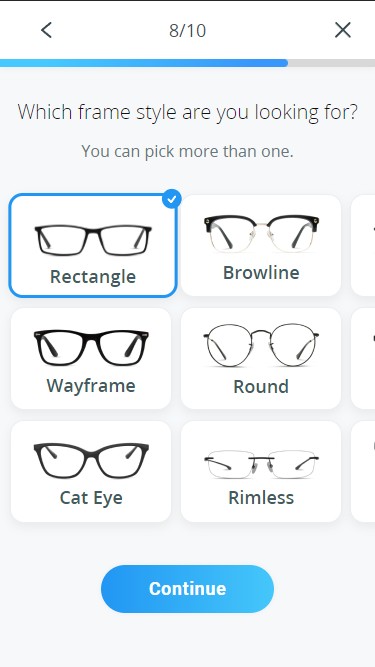 8/10
Which frame style are you looking for?
You can pick more than one.
Rectangle
Browline
Wayframe
Round
Cat Eye
Rimless
Continue